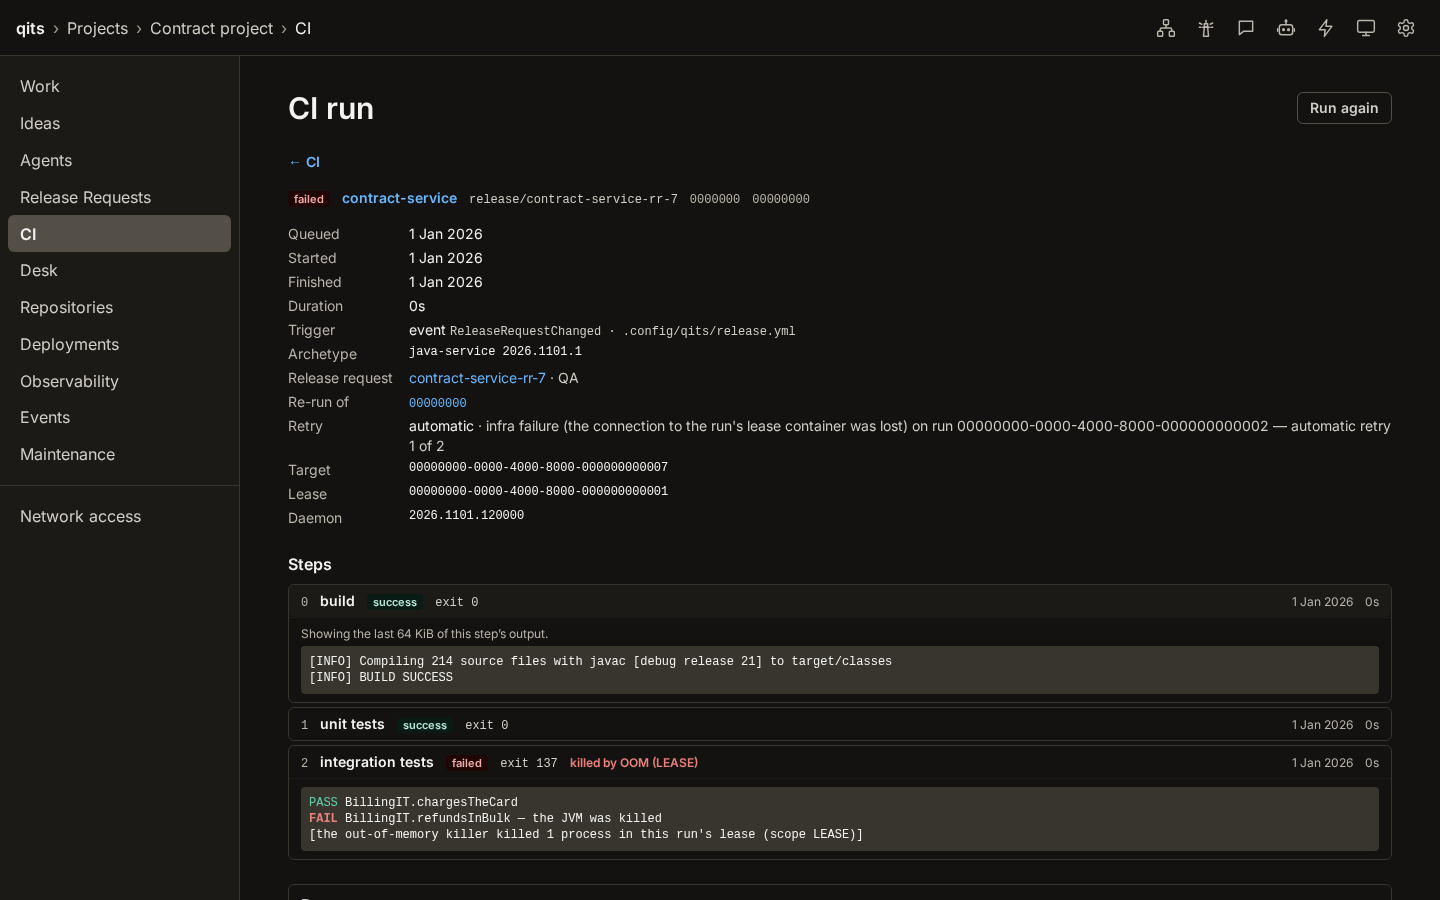 qits › Projects › Contract project › CI
Work
Ideas
Agents
Release Requests
CI
Desk
Repositories
Deployments
Observability
Events
Maintenance
Network access
CI run
Run again
← CI
failed contract-service release/contract-service-rr-7 0000000 00000000
Queued 1 Jan 2026
Started 1 Jan 2026
Finished 1 Jan 2026
Duration 0s
Trigger event ReleaseRequestChanged · .config/qits/release.yml
Archetype java-service 2026.1101.1
Release request contract-service-rr-7 · QA
Re-run of 00000000
Retry automatic · infra failure (the connection to the run's lease container was lost) on run 00000000-0000-4000-8000-000000000002 — automatic retry
1 of 2
Target 00000000-0000-4000-8000-000000000007
Lease 00000000-0000-4000-8000-000000000001
Daemon 2026.1101.120000
Steps
0 build success exit 0 1 Jan 2026 0s
Showing the last 64 KiB of this step’s output.
[INFO] Compiling 214 source files with javac [debug release 21] to target/classes
[INFO] BUILD SUCCESS
1 unit tests success exit 0 1 Jan 2026 0s
2 integration tests failed exit 137 killed by OOM (LEASE) 1 Jan 2026 0s
PASS BillingIT.chargesTheCard
FAIL BillingIT.refundsInBulk — the JVM was killed
[the out-of-memory killer killed 1 process in this run's lease (scope LEASE)]